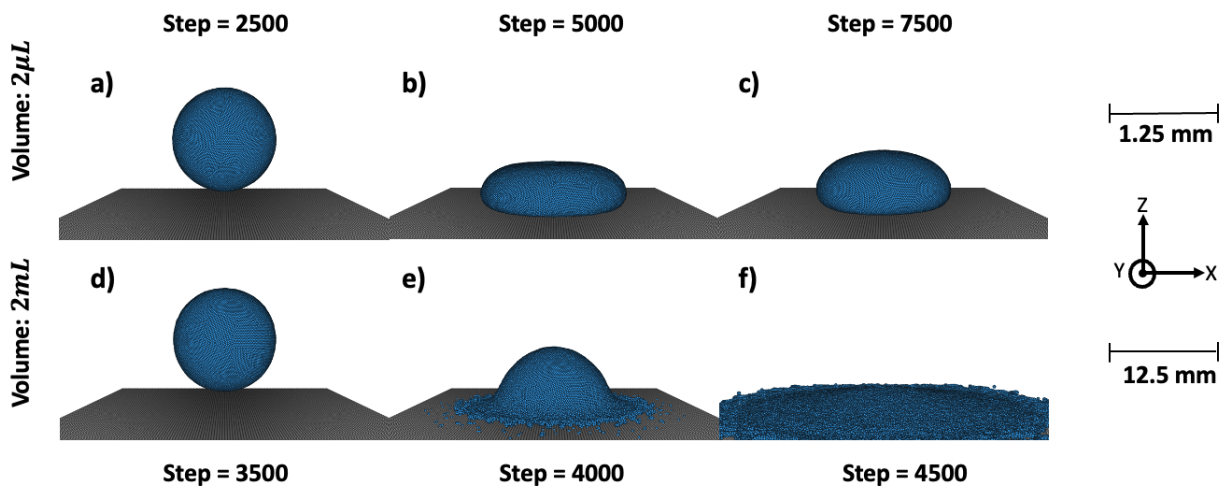 Step = 2500
Step = 5000
Step = 7500
Volume: 2μL
a)
b)
c)
1.25 mm
Z
Y
X
Volume: 2mL
d)
e)
f)
12.5 mm
Step = 3500
Step = 4000
Step = 4500